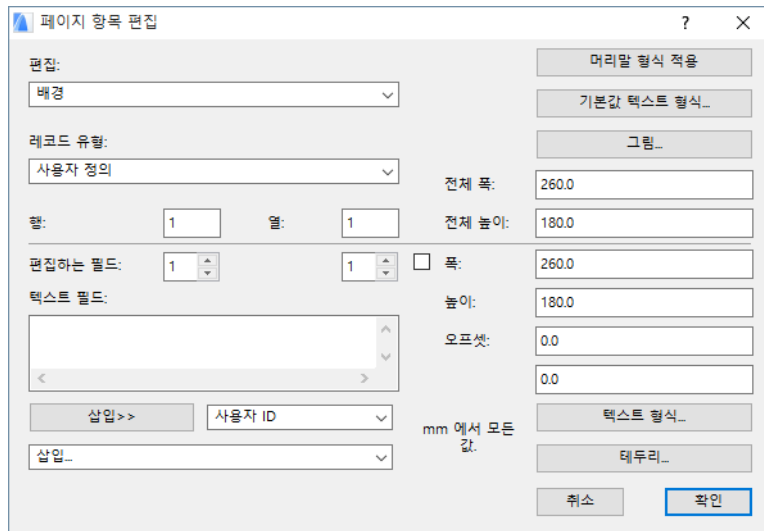 페이지 항목 편집
?
편집:
배경
머리말 형식 적용
기본값 텍스트 형식...
그림...
레코드 유형:
사용자 정의
전체 폭: 260.0
행: 1 열: 1 전체 높이: 180.0
편집하는 필드: 1 1 폭: 260.0
텍스트 필드:
높이: 180.0
오프셋: 0.0
0.0
삽입>> 사용자 ID
삽입...
mm 에서 모든
값.
텍스트 형식...
테두리...
취소 확인